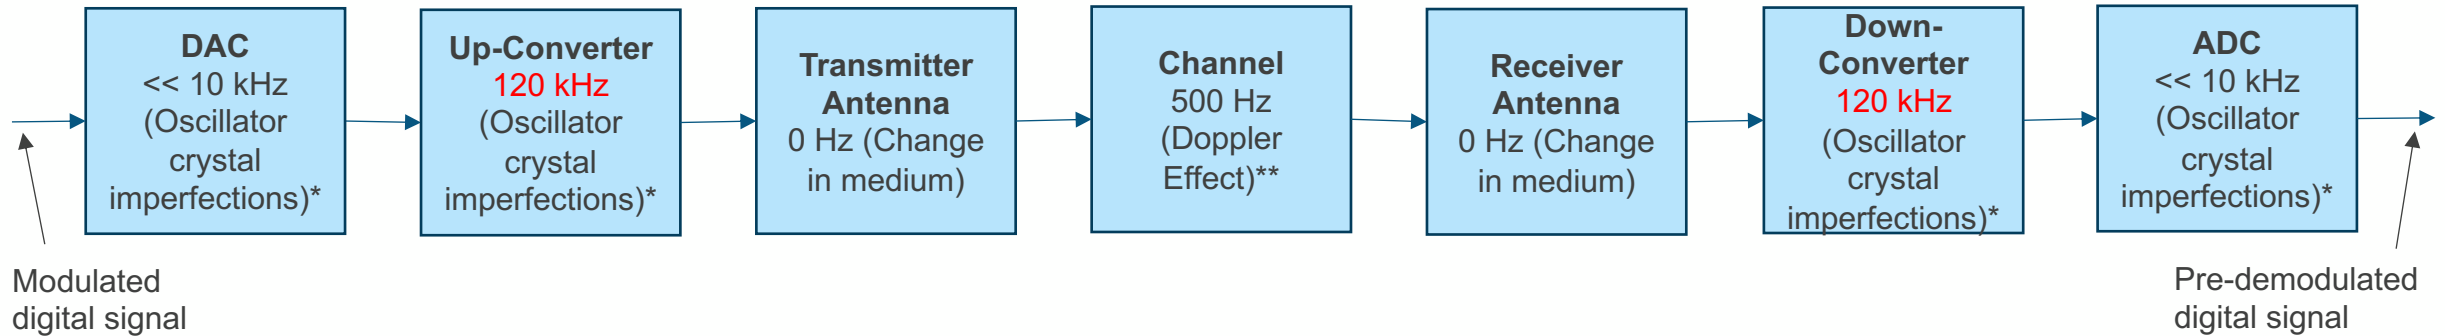 DAC
<< 10 kHz
(Oscillator
crystal
imperfections)*
Up-Converter
120 kHz
(Oscillator
crystal
imperfections)*
Transmitter
Antenna
0 Hz (Change
in medium)
Channel
500 Hz
(Doppler
Effect)**
Receiver
Antenna
0 Hz (Change
in medium)
Down-
Converter
120 kHz
(Oscillator
crystal
imperfections)*
ADC
<< 10 kHz
(Oscillator
crystal
imperfections)*
Modulated
digital signal
Pre-demodulated
digital signal